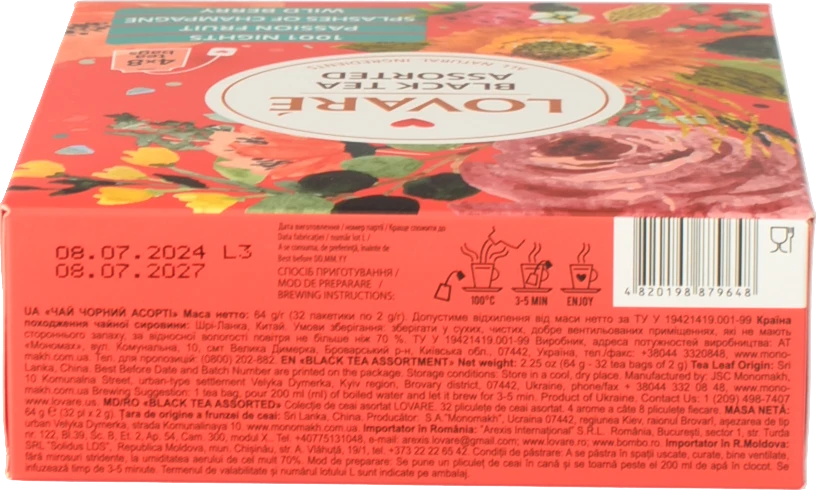 1001 NIGHTS
PASSION FRUIT
SPLASHES OF CHAMPAGNE
WILD BERRY
4×8
tea
bags
ALL NATURAL INGREDIENTS
BLACK TEA
ASSORTED
LOVARÉ
08.07.2024 L3
08.07.2027
Дата виготовлення / номер партії / Краще спожити до
Data fabricației / număr lot L /
A se consuma, de preferință, înainte de
Best before DD.MM.YY
СПОСІБ ПРИГОТУВАННЯ /
MOD DE PREPARARE /
BREWING INSTRUCTIONS:
100°C
3-5 MIN
ENJOY
4 820198 879648
UA «ЧАЙ ЧОРНИЙ АСОРТІ» Маса нетто: 64 g/г (32 пакетики по 2 g/г). Допустиме відхилення від маси нетто за ТУ У 19421419.001-99 Країна
походження чайної сировини: Шрі-Ланка, Китай. Умови зберігання: зберігати у сухих, чистих, добре вентильованих приміщеннях, які не мають
стороннього запаху, за відносної вологості повітря не більше ніж 70 %. ТУ У 19421419.001-99 Виробник, адреса потужностей виробництва: АТ
«Мономах», вул. Комунальна, 10, смт. Велика Димерка, Броварський р-н, Київська обл., 07442, Україна, тел./факс: +38044 3320848, www.mono-
makh.com.ua. Тел. для пропозицій: (0800) 202-882. EN «BLACK TEA ASSORTMENT» Net weight: 2.25 oz (64 g - 32 tea bags of 2 g) Tea Leaf Origin: Sri
Lanka, China. Best Before Date and Batch Number are printed on the package. Storage conditions: Store in a cool, dry place. Manufactured by: JSC Monomakh,
10 Komunalna Street, urban-type settlement Velyka Dymerka, Kyiv region, Brovary district, 07442, Ukraine, phone/fax + 38044 332 08 48, www.mono-
makh.com.ua Brewing Suggestion: 1 tea bag, pour 200 ml (ml) of boiled water and let it brew for 3-5 min. Product of Ukraine. Contact Us: 1 (209) 498-7407
www.lovare.us. MD/RO «BLACK TEA ASSORTED» Colecție de ceai asortat LOVARE: 32 pliculețe de ceai asortat. 4 arome a câte 8 pliculețe fiecare. MASA NETĂ:
64 g (32 pl x 2 g). Țara de origine a frunzei de ceai: Sri Lanka, China. Producător: S.A."Monomakh", Ucraina 07442, regiunea Kiev, raionul Brovari, așezarea de tip
urban Velyka Dymerka, strada Komunalinaya 10. www.monomakh.com.ua. Importator în România: "Arexis International" S.R.L., România, București, sector 1, str. Turda
nr. 122, Bl.39, Sc. B, Et. 2, Ap. 54, Cam. 300, modul X.. Tel. +40775131048, e-mail: arexis.lovare@gmail.com; www.lovare.ro; www.bombo.ro. Importator în R.Moldova:
SRL "Solidus LDS", Republica Moldova, mun. Chișinău, str. A. Vlăhuță, 19/1, tel. +373 22 22 65 42. Condiții de păstrare: A se păstra în spații uscate, curate, bine ventilate,
fără mirosuri străine, la umiditatea aerului de cel mult 70%. Mod de preparare: Se pune un pliculeț de ceai în cană și se toarnă peste el 200 ml de apă în clocot. Se
infuzează timp de 3-5 minute. Termenul de valabilitate și numărul lotului L sunt indicate pe ambalaj.